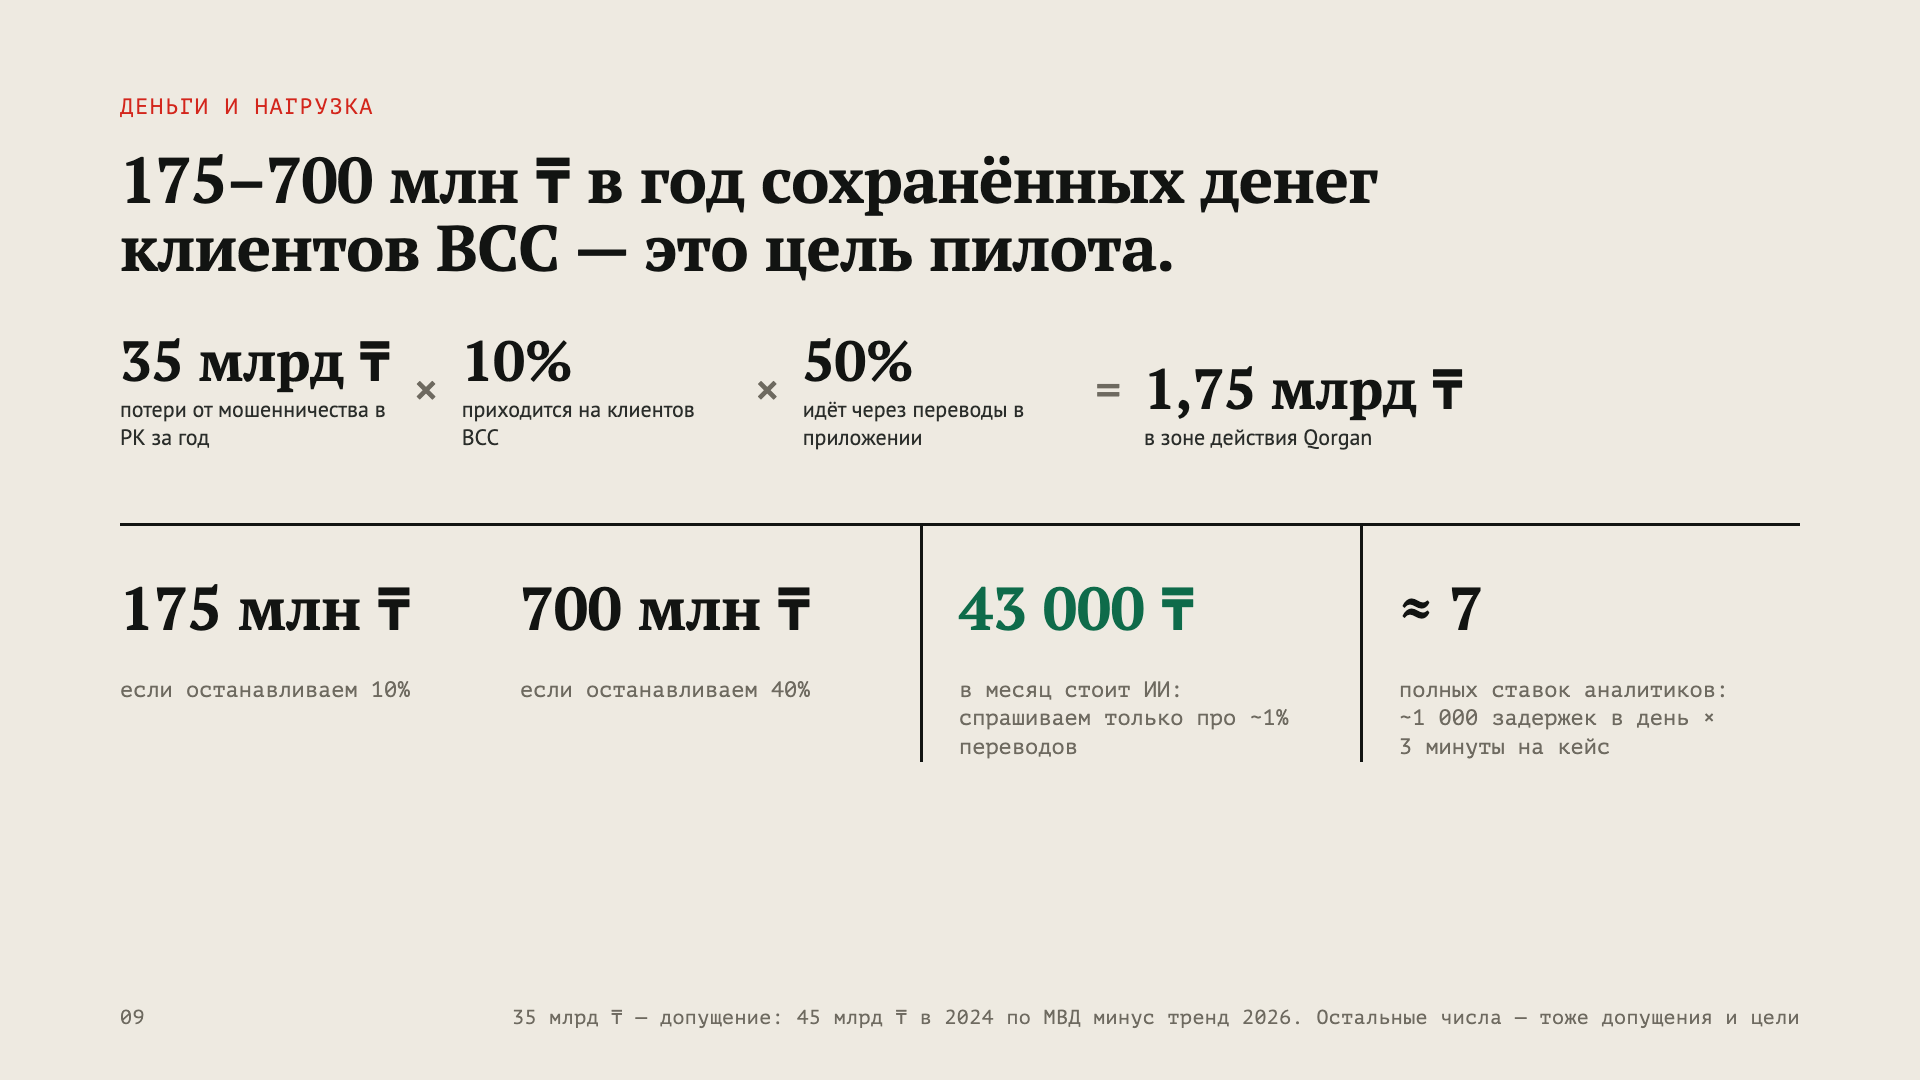 ДЕНЬГИ И НАГРУЗКА
175–700 млн ₸ в год сохранённых денег
клиентов BCC — это цель пилота.
35 млрд ₸
потери от мошенничества в
РК за год
×
10%
приходится на клиентов
BCC
×
50%
идёт через переводы в
приложении
=
1,75 млрд ₸
в зоне действия Qorgan
175 млн ₸
если останавливаем 10%
700 млн ₸
если останавливаем 40%
43 000 ₸
в месяц стоит ИИ:
спрашиваем только про ~1%
переводов
≈ 7
полных ставок аналитиков:
~1 000 задержек в день ×
3 минуты на кейс
09
35 млрд ₸ — допущение: 45 млрд ₸ в 2024 по МВД минус тренд 2026. Остальные числа — тоже допущения и цели